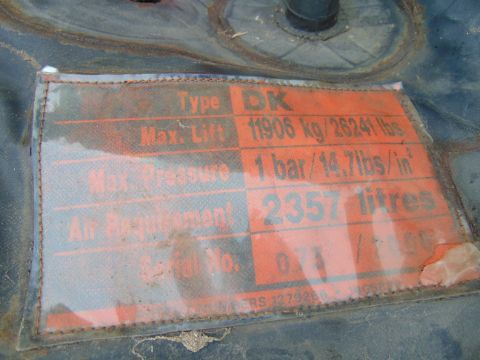 Type DK
Max. Lift 11906 kg/26241 lbs
Max. Pressure 1 bar/14.7lbs/in²
Air Requirement 2357 litres
Serial No.